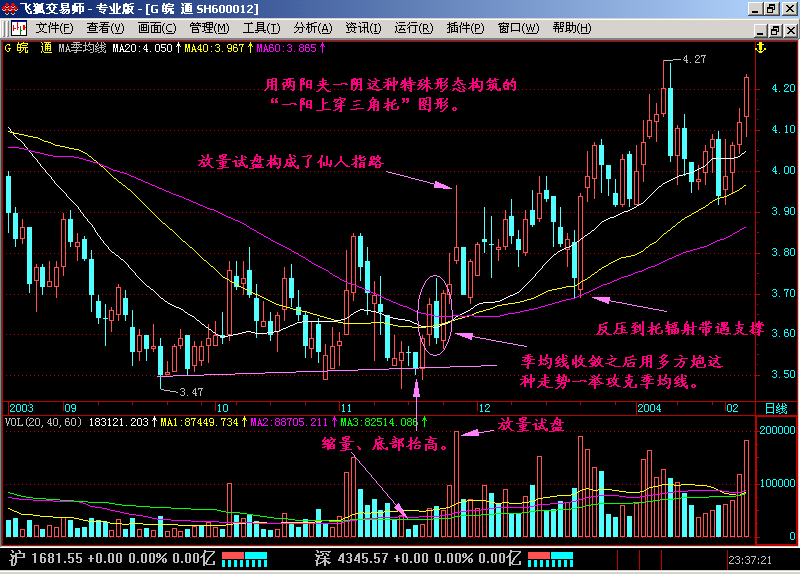 飞狐交易师 - 专业版 - [G 皖　通 SH600012]
文件(F) 查看(V) 画面(C) 管理(M) 工具(T) 分析(A) 资讯(I) 运行(R) 插件(P) 窗口(W) 帮助(H)
G 皖　通 MA季均线 MA20:4.050↑ MA40:3.967↑ MA60:3.865↑
4.27
用两阳夹一阴这种特殊形态构筑的
“一阳上穿三角托”图形。
4.20
4.10
放量试盘构成了仙人指路
4.00
3.90
3.80
3.70
反压到托辐射带遇支撑
3.60
季均线收敛之后用多方炮这
种走势一举攻克季均线。
3.50
3.47
2003 09 10 11 12 2004 02 日线
VOL(20,40,60) 183121.203↑ MA1:87449.734↑ MA2:88705.211↑ MA3:82514.086↑
放量试盘
200000
缩量、底部抬高。
100000
0
沪 1681.55 +0.00 0.00% 0.00亿 深 4345.57 +0.00 0.00% 0.00亿 23:37:21